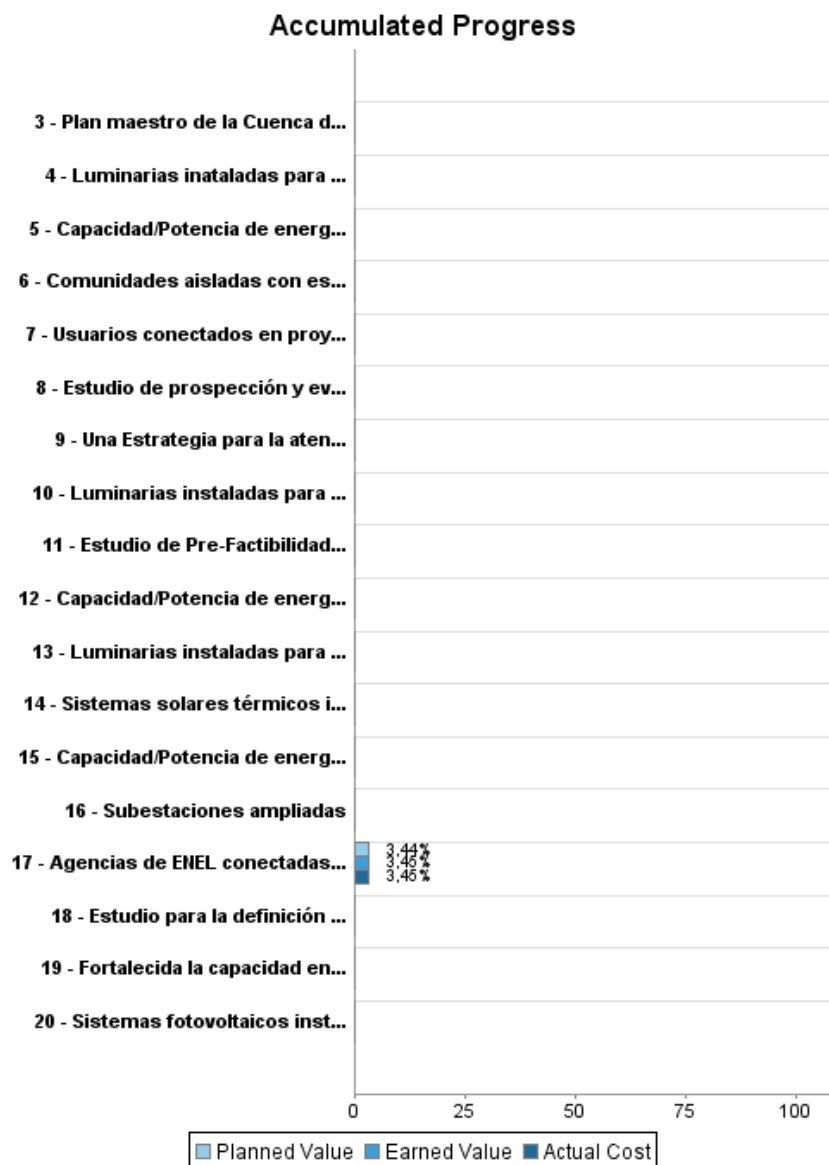 Accumulated Progress
3 - Plan maestro de la Cuenca d...
4 - Luminarias inataladas para ...
5 - Capacidad/Potencia de energ...
6 - Comunidades aisladas con es...
7 - Usuarios conectados en proy...
8 - Estudio de prospección y ev...
9 - Una Estrategia para la aten...
10 - Luminarias instaladas para ...
11 - Estudio de Pre-Factibilidad...
12 - Capacidad/Potencia de energ...
13 - Luminarias instaladas para ...
14 - Sistemas solares térmicos i...
15 - Capacidad/Potencia de energ...
16 - Subestaciones ampliadas
3,44%
17 - Agencias de ENEL conectadas... 3,45%
3,45%
18 - Estudio para la definición ...
19 - Fortalecida la capacidad en...
20 - Sistemas fotovoltaicos inst...
0 25 50 75 100
Planned Value Earned Value Actual Cost